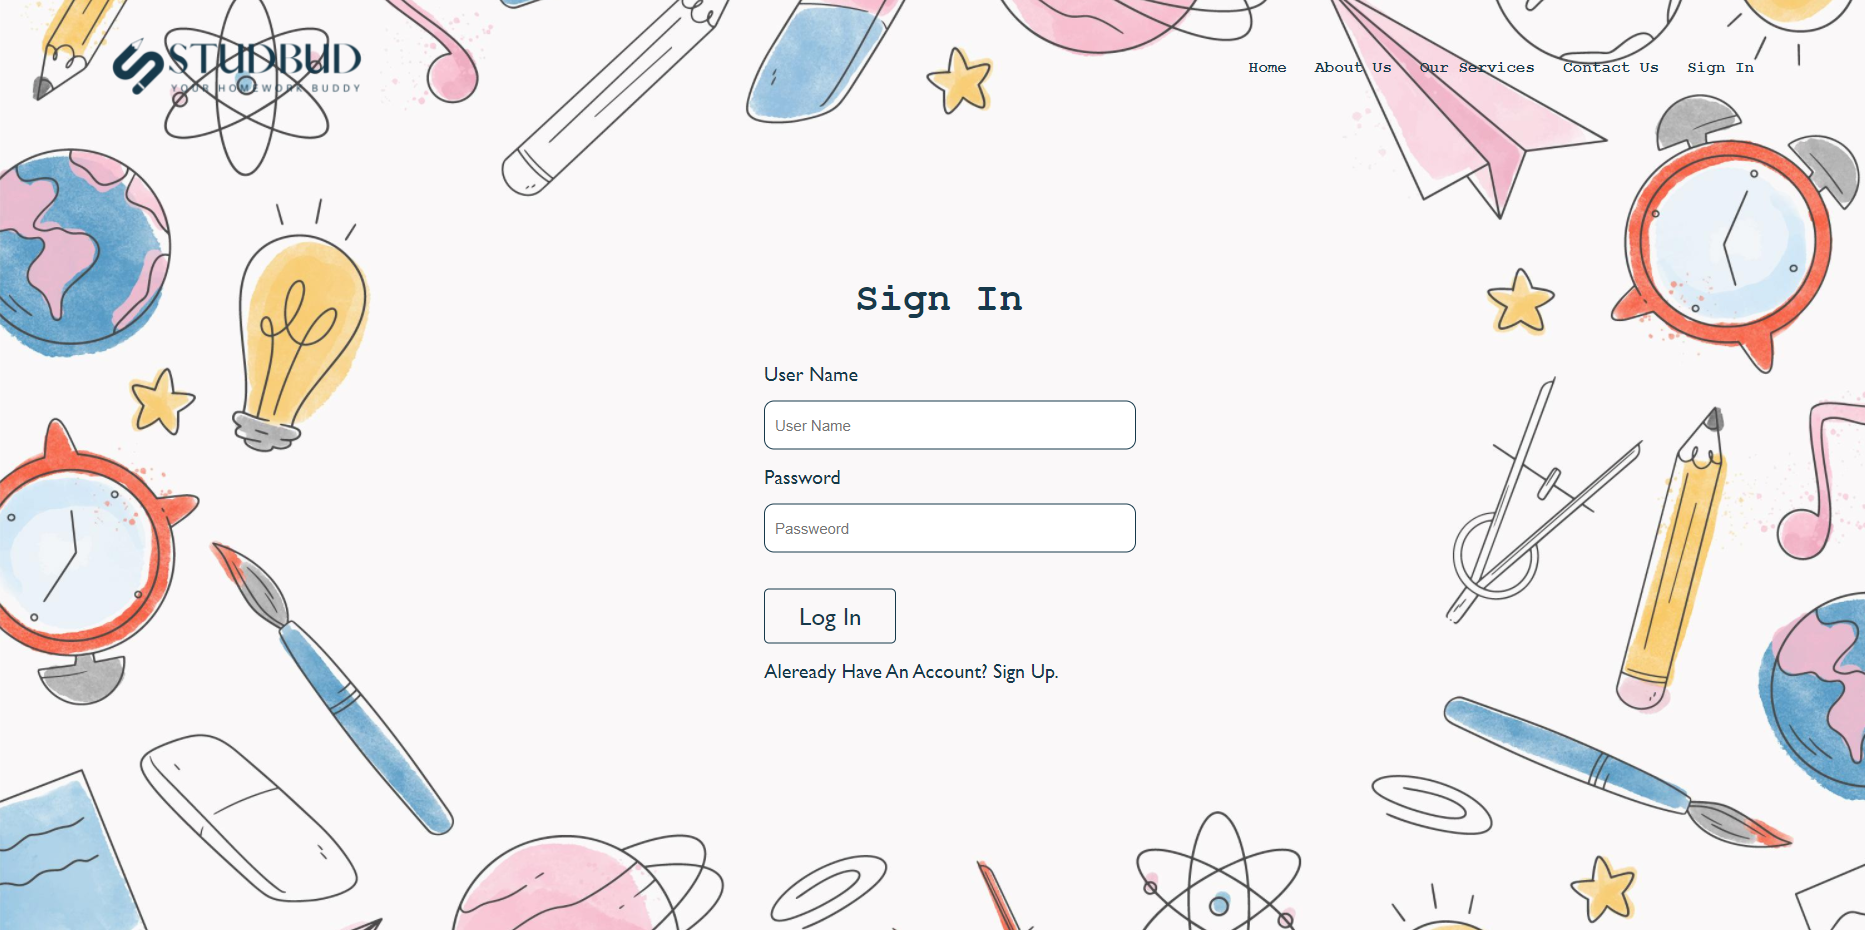 STUDBUD
YOUR HOMEWORK BUDDY
Home About Us Our Services Contact Us Sign In
Sign In
User Name
User Name
Password
Passweord
Log In
Aleready Have An Account? Sign Up.